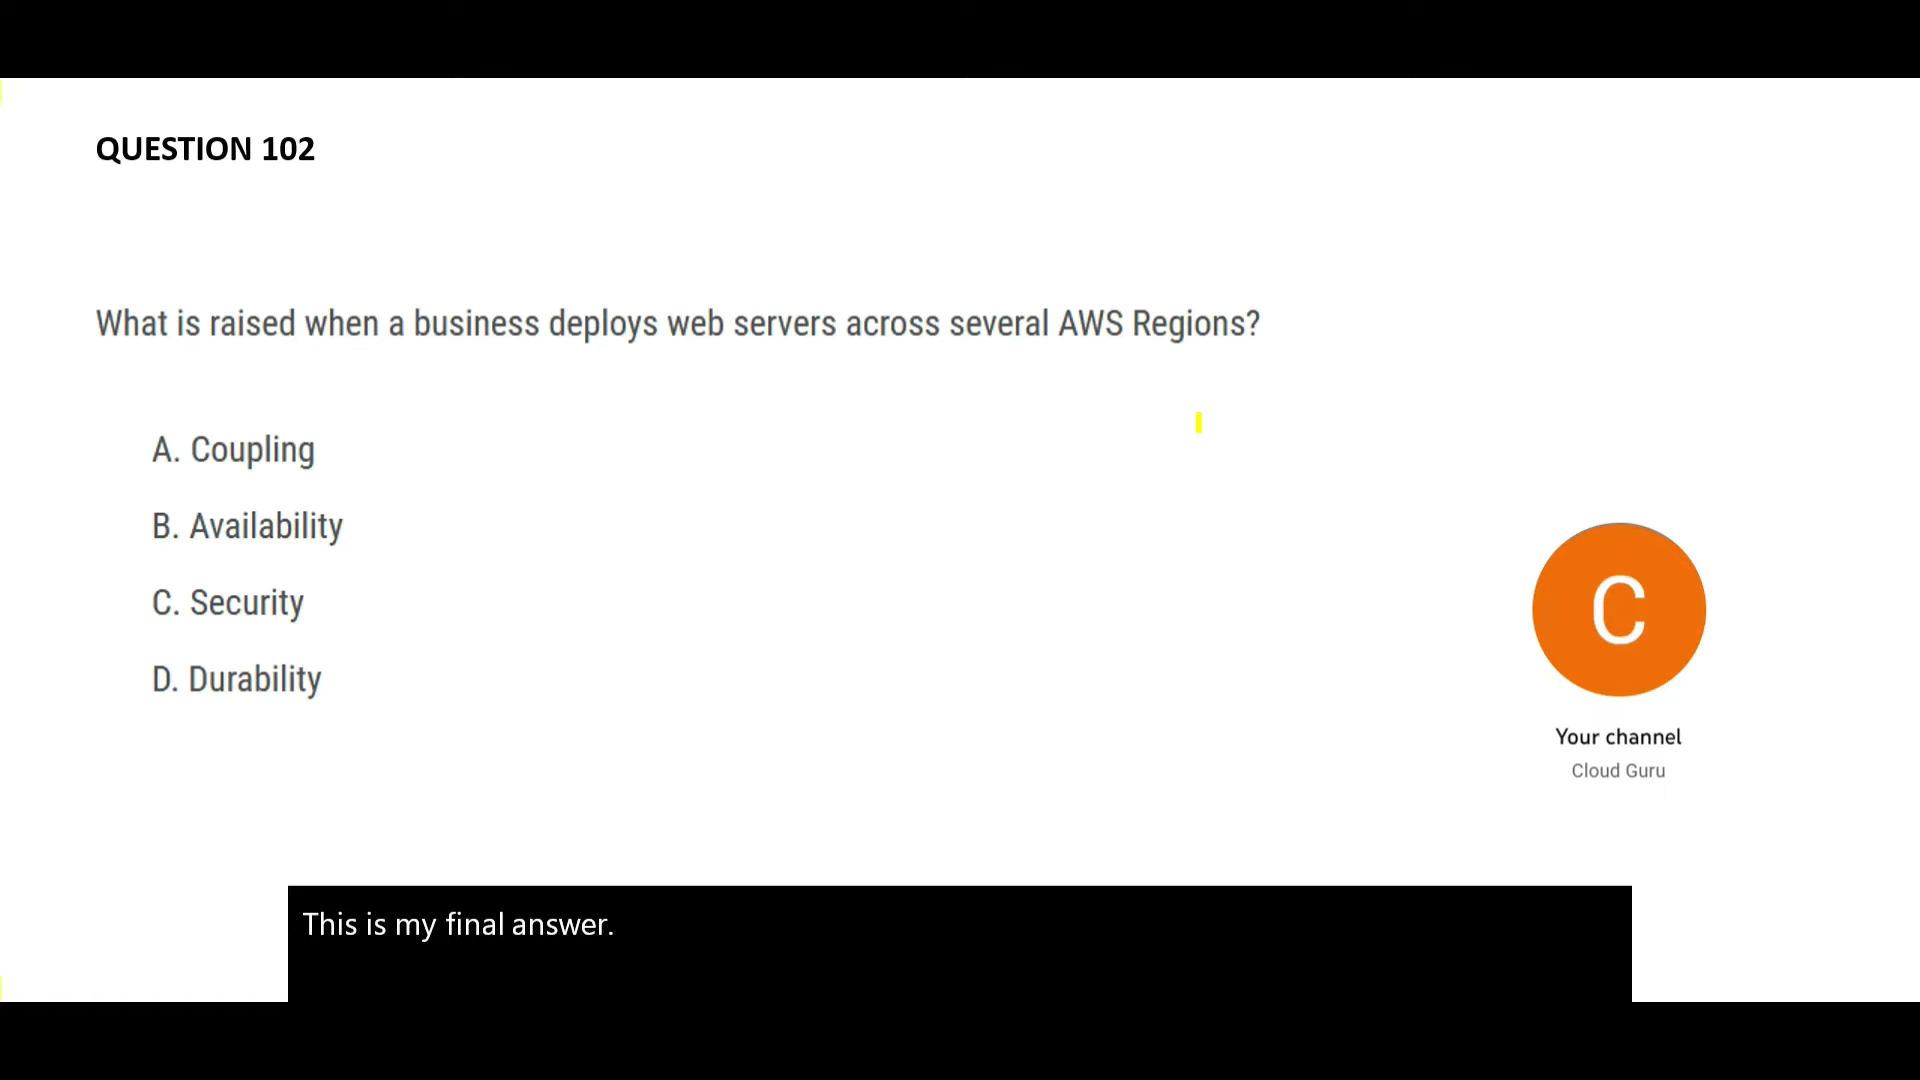 QUESTION 102
What is raised when a business deploys web servers across several AWS Regions?
A. Coupling
B. Availability
C. Security
D. Durability
C
Your channel
Cloud Guru
This is my final answer.